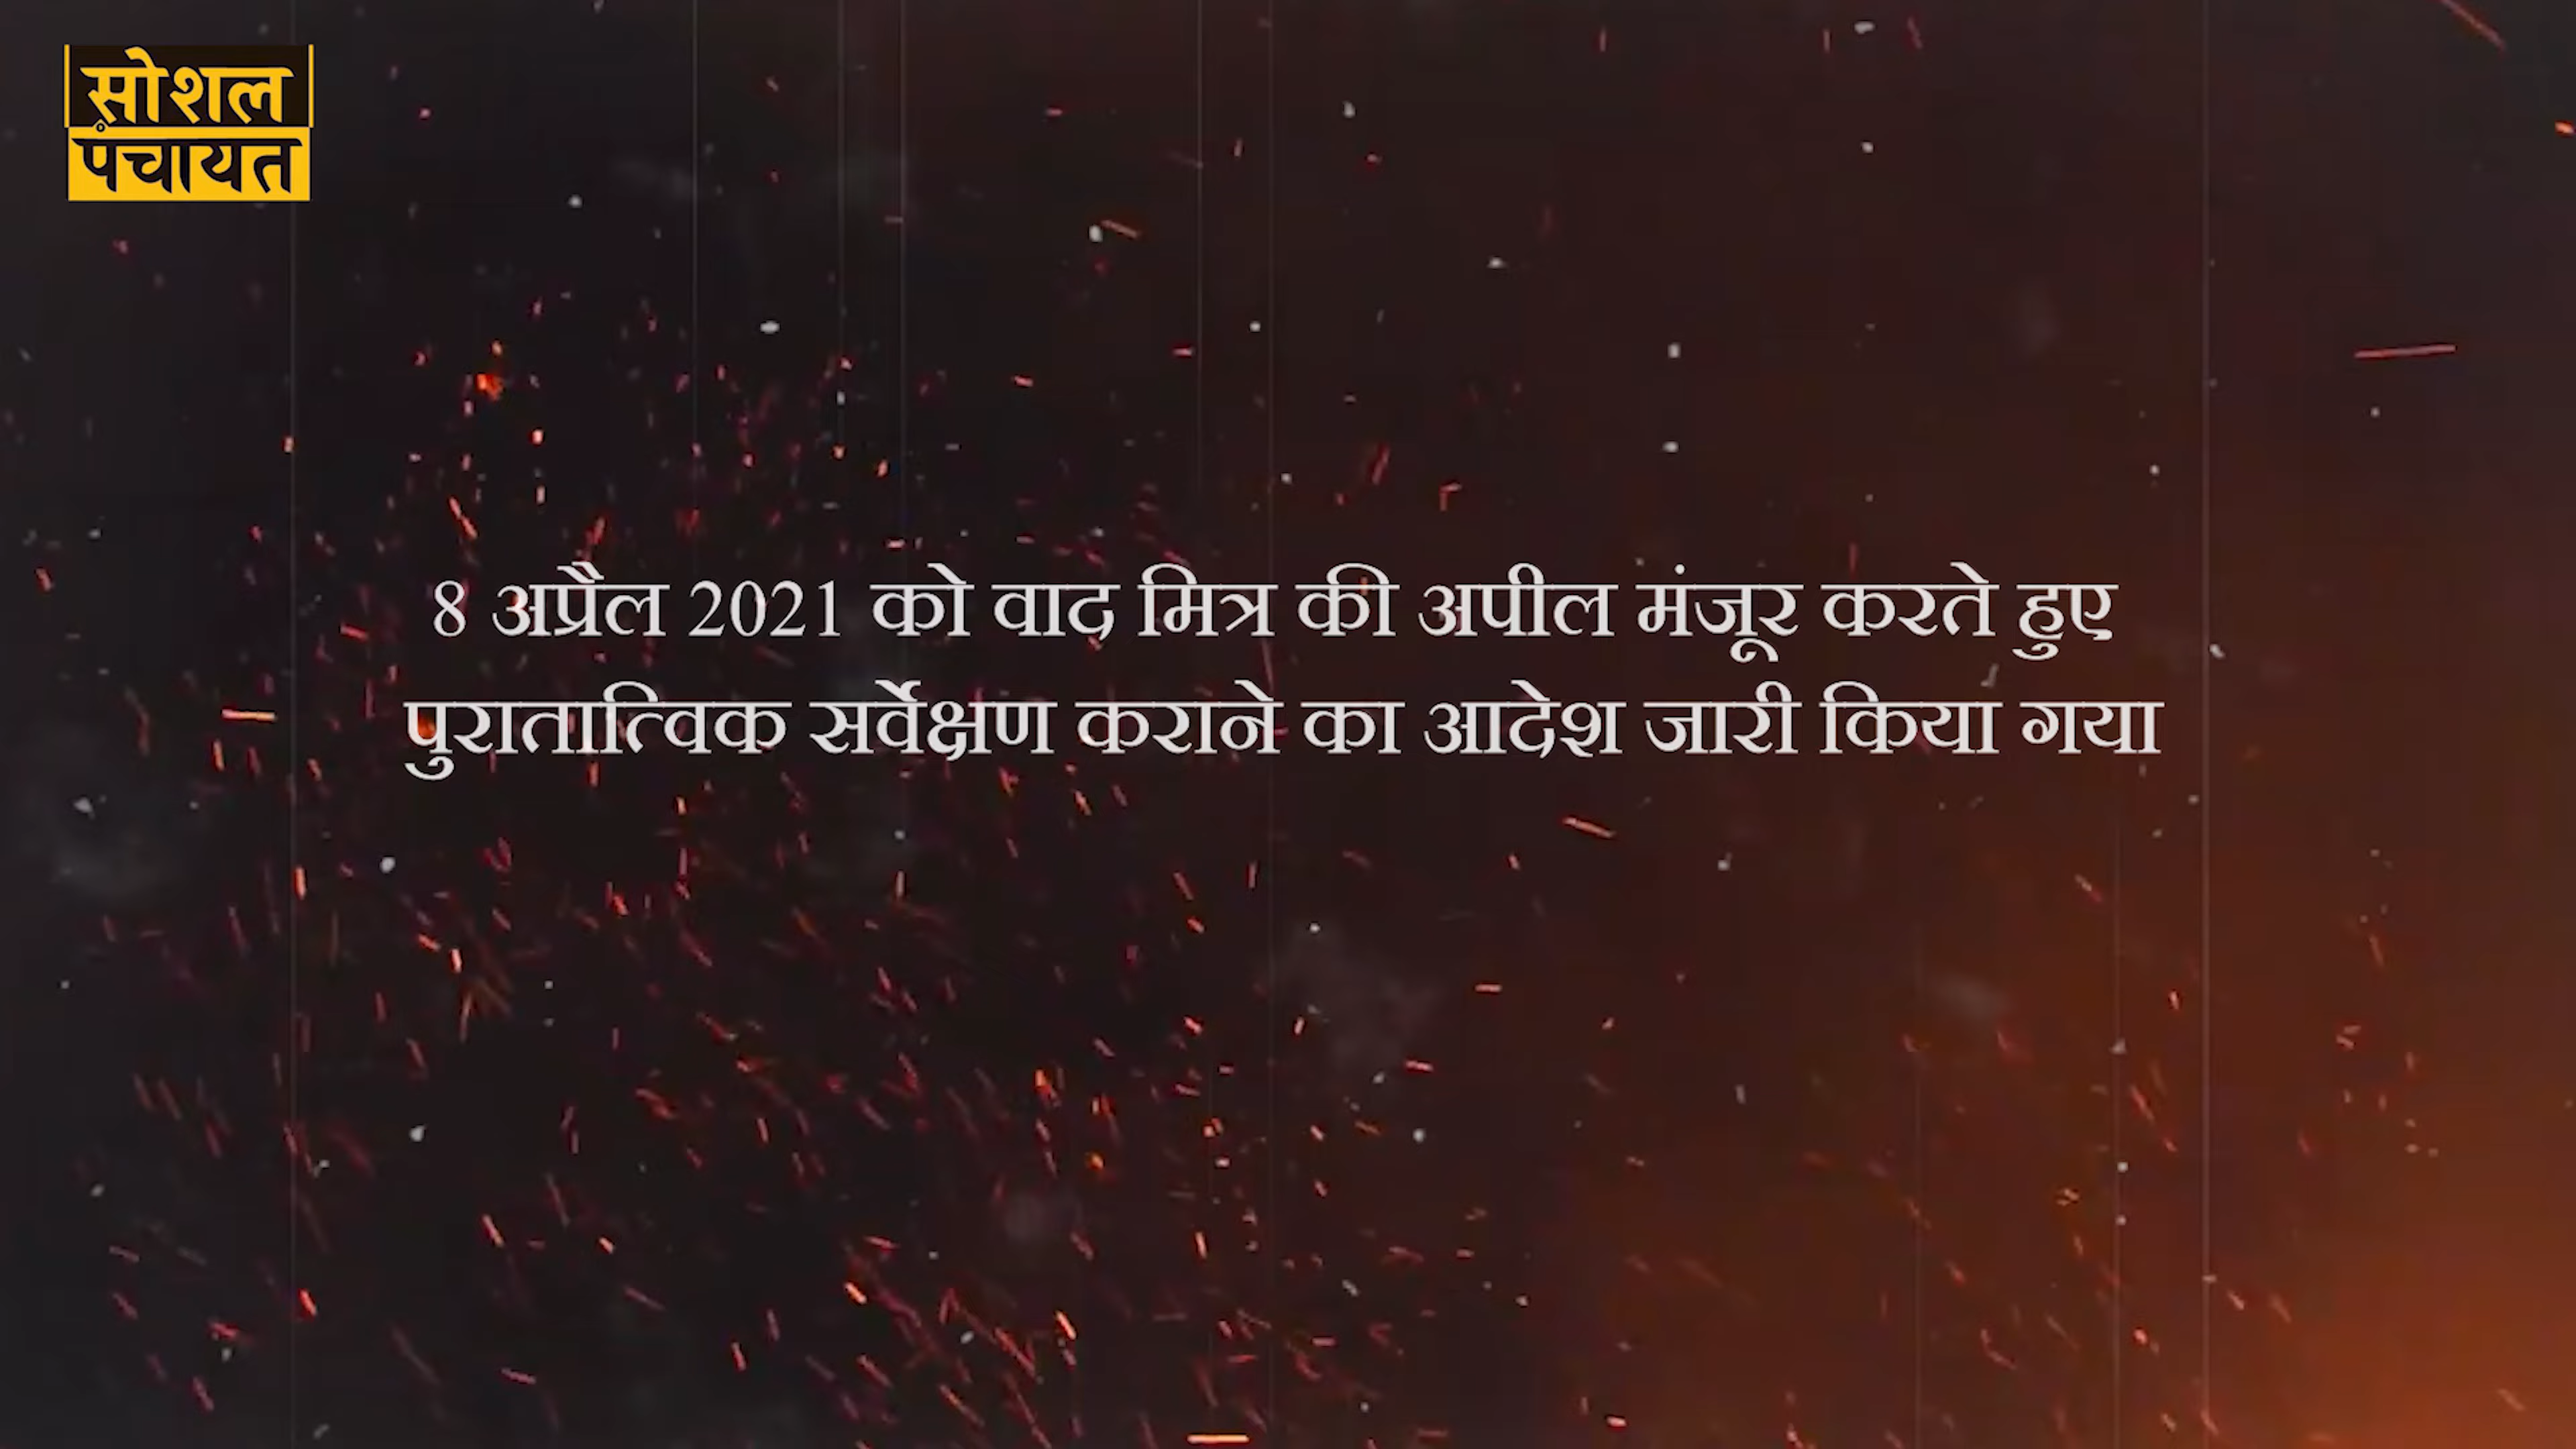 सोशल
पंचायत
8 अप्रैल 2021 को वाद मित्र की अपील मंजूर करते हुए
पुरातात्विक सर्वेक्षण कराने का आदेश जारी किया गया